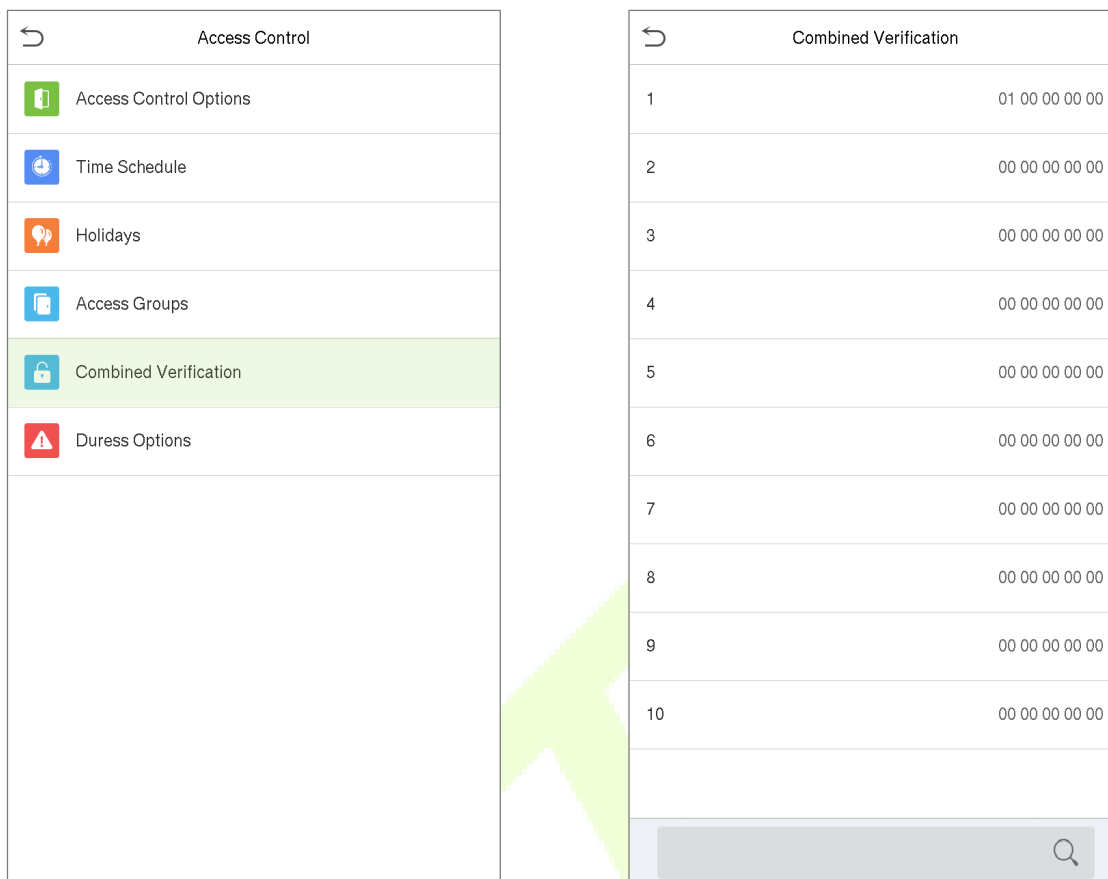 Access Control
Access Control Options
Time Schedule
Holidays
Access Groups
Combined Verification
Duress Options
Combined Verification
1 01 00 00 00 00
2 00 00 00 00 00
3 00 00 00 00 00
4 00 00 00 00 00
5 00 00 00 00 00
6 00 00 00 00 00
7 00 00 00 00 00
8 00 00 00 00 00
9 00 00 00 00 00
10 00 00 00 00 00